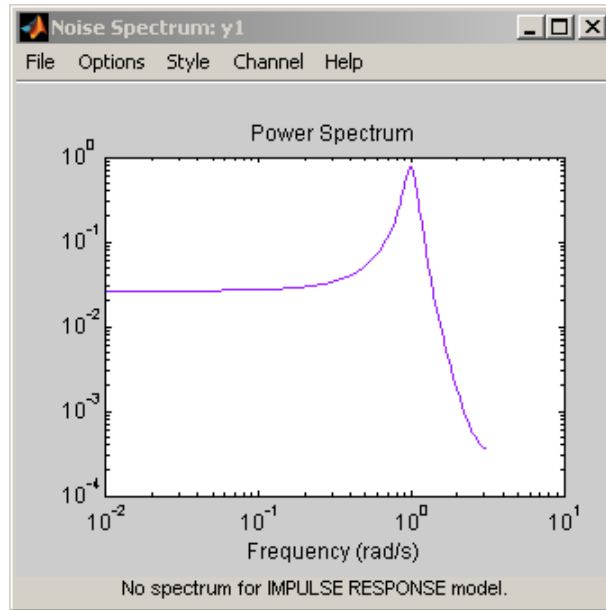 Noise Spectrum: y1
File Options Style Channel Help
Power Spectrum
10^0
10^-1
10^-2
10^-3
10^-4
10^-2 10^-1 10^0 10^1
Frequency (rad/s)
No spectrum for IMPULSE RESPONSE model.